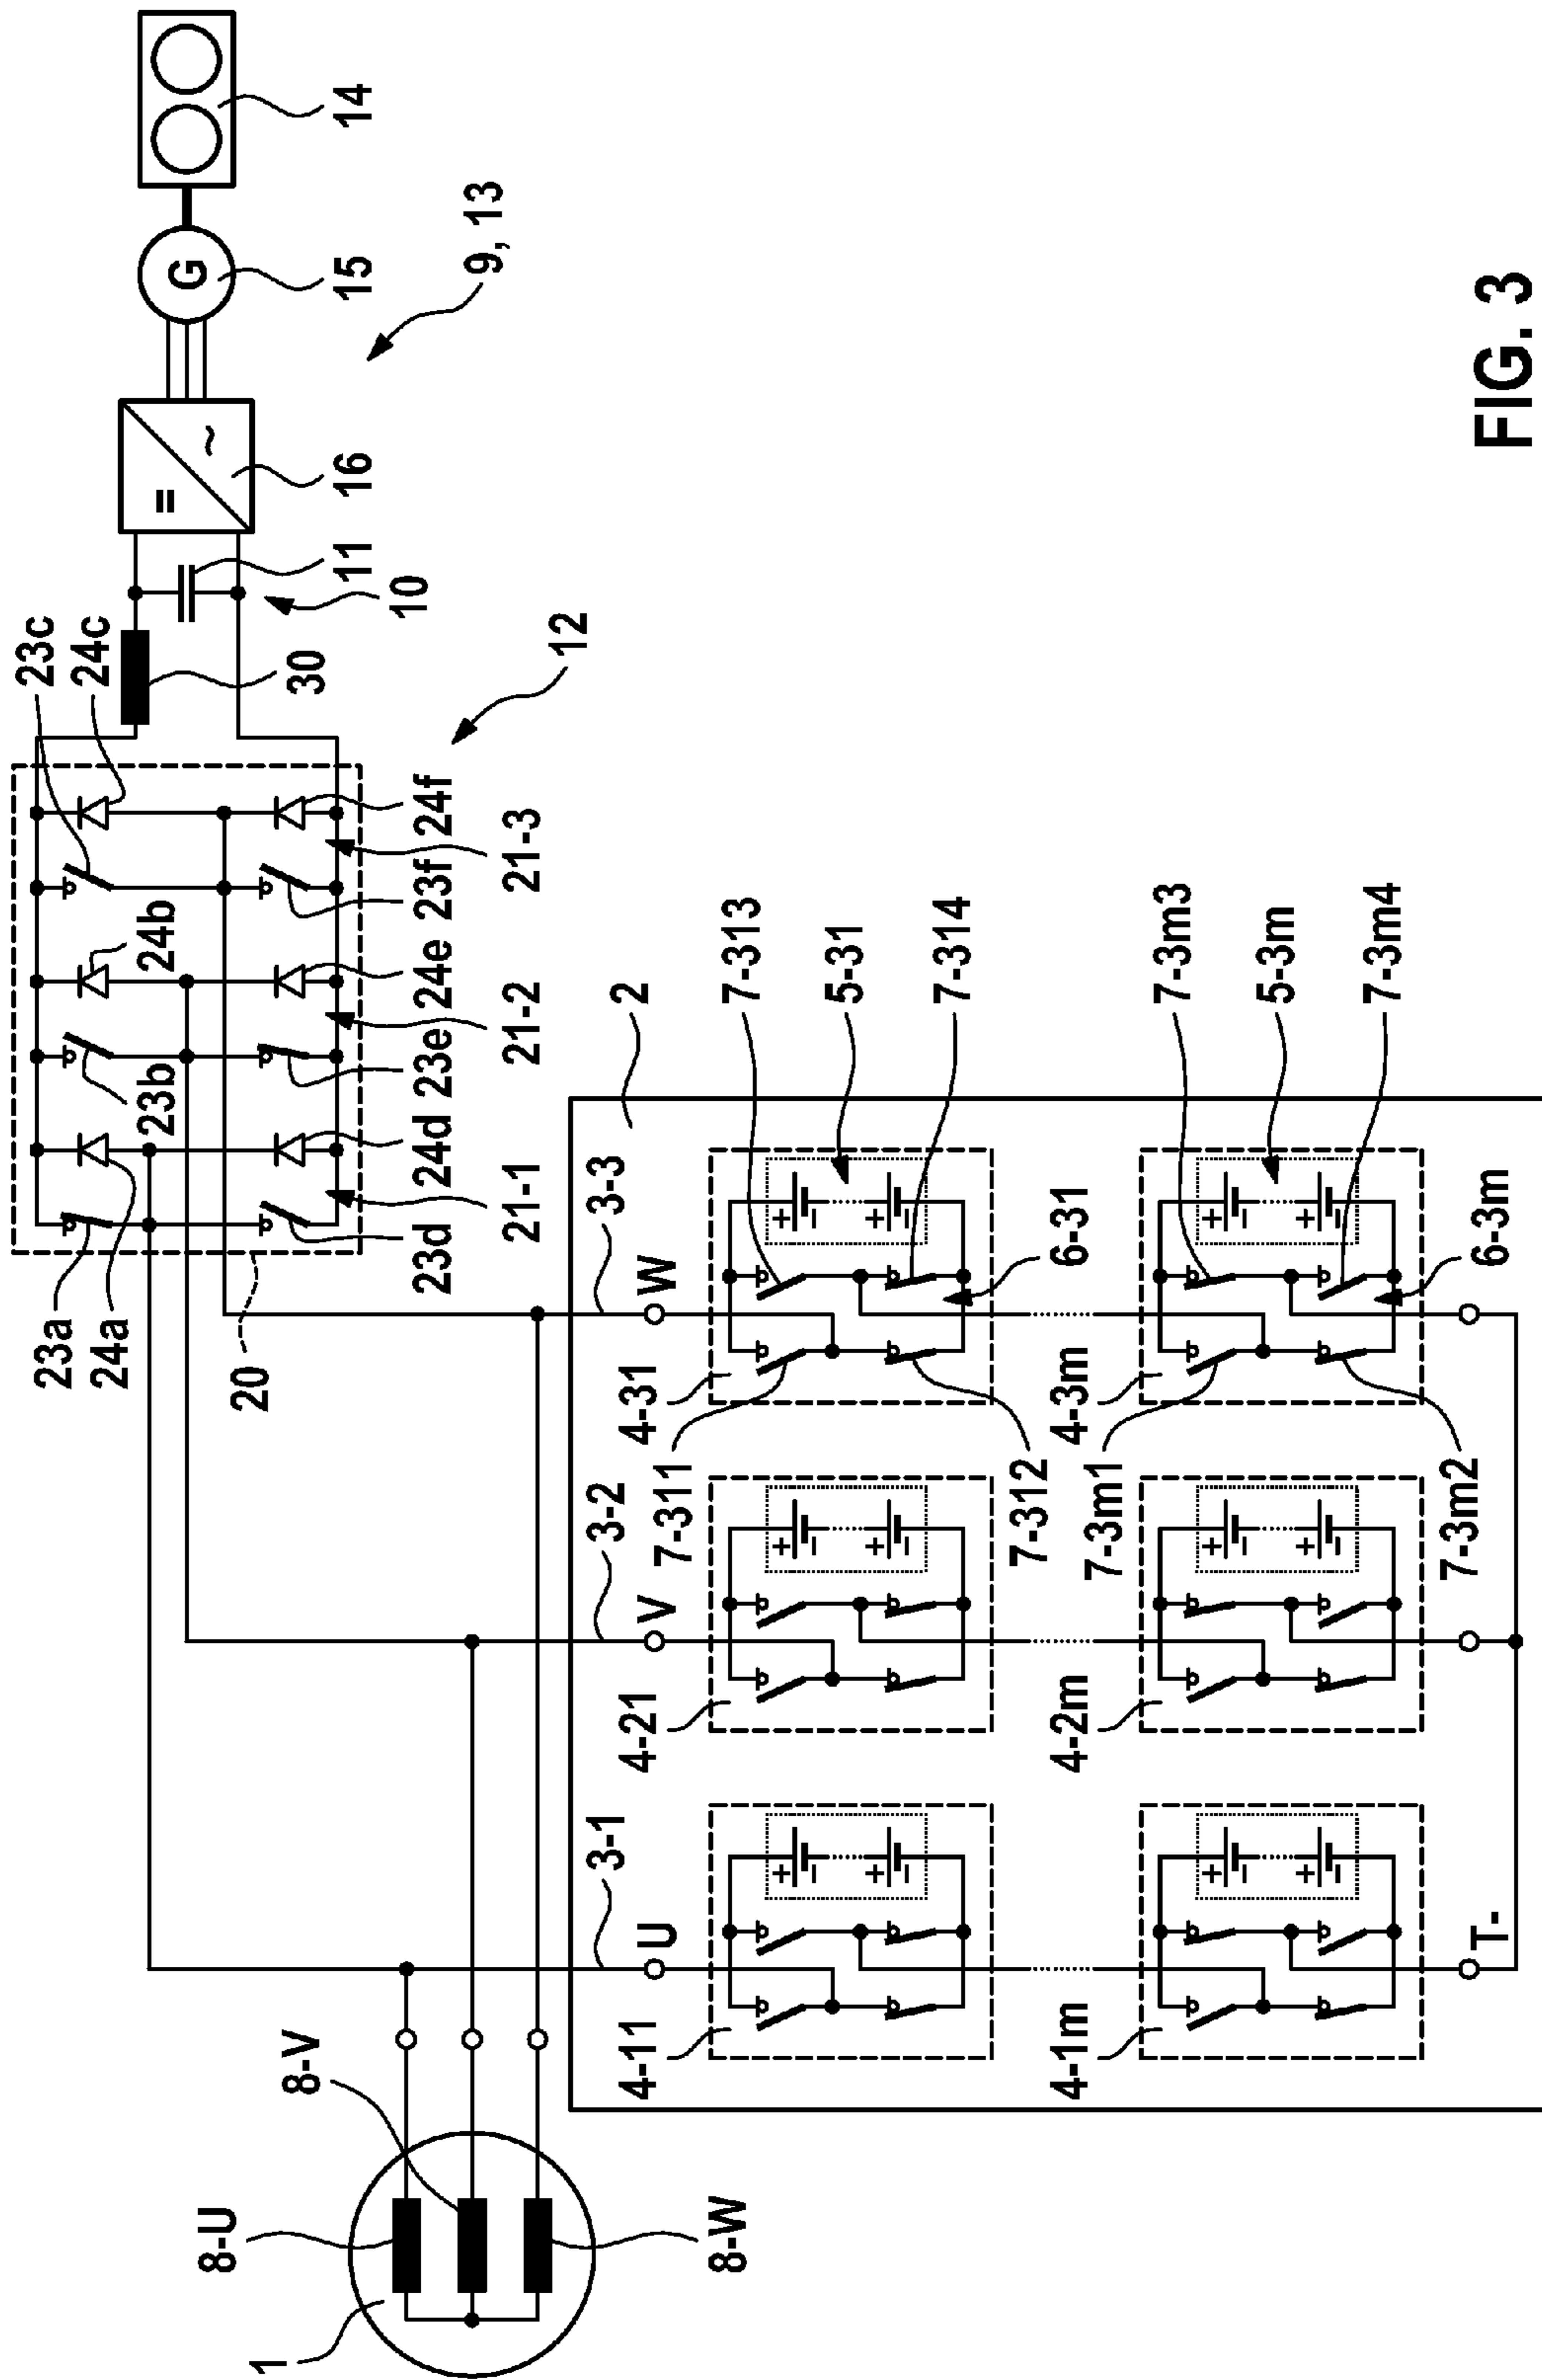 23c
24c
30
11
10
16
=
~
G
15
14
9, 13
12
24b
23b
23a
24a
20
23d
24d
21-1
23e
24e
21-2
23f
24f
21-3
8-V
8-U
8-W
1
3-1
3-2
3-3
2
U
V
W
4-11
4-21
4-31
7-311
7-312
7-313
5-31
7-314
6-31
+
–
+
–
+
–
+
–
+
–
+
–
4-1m
4-2m
4-3m
7-3m1
7-3m2
7-3m3
5-3m
7-3m4
6-3m
+
–
+
–
+
–
+
–
+
–
+
–
T-
FIG. 3